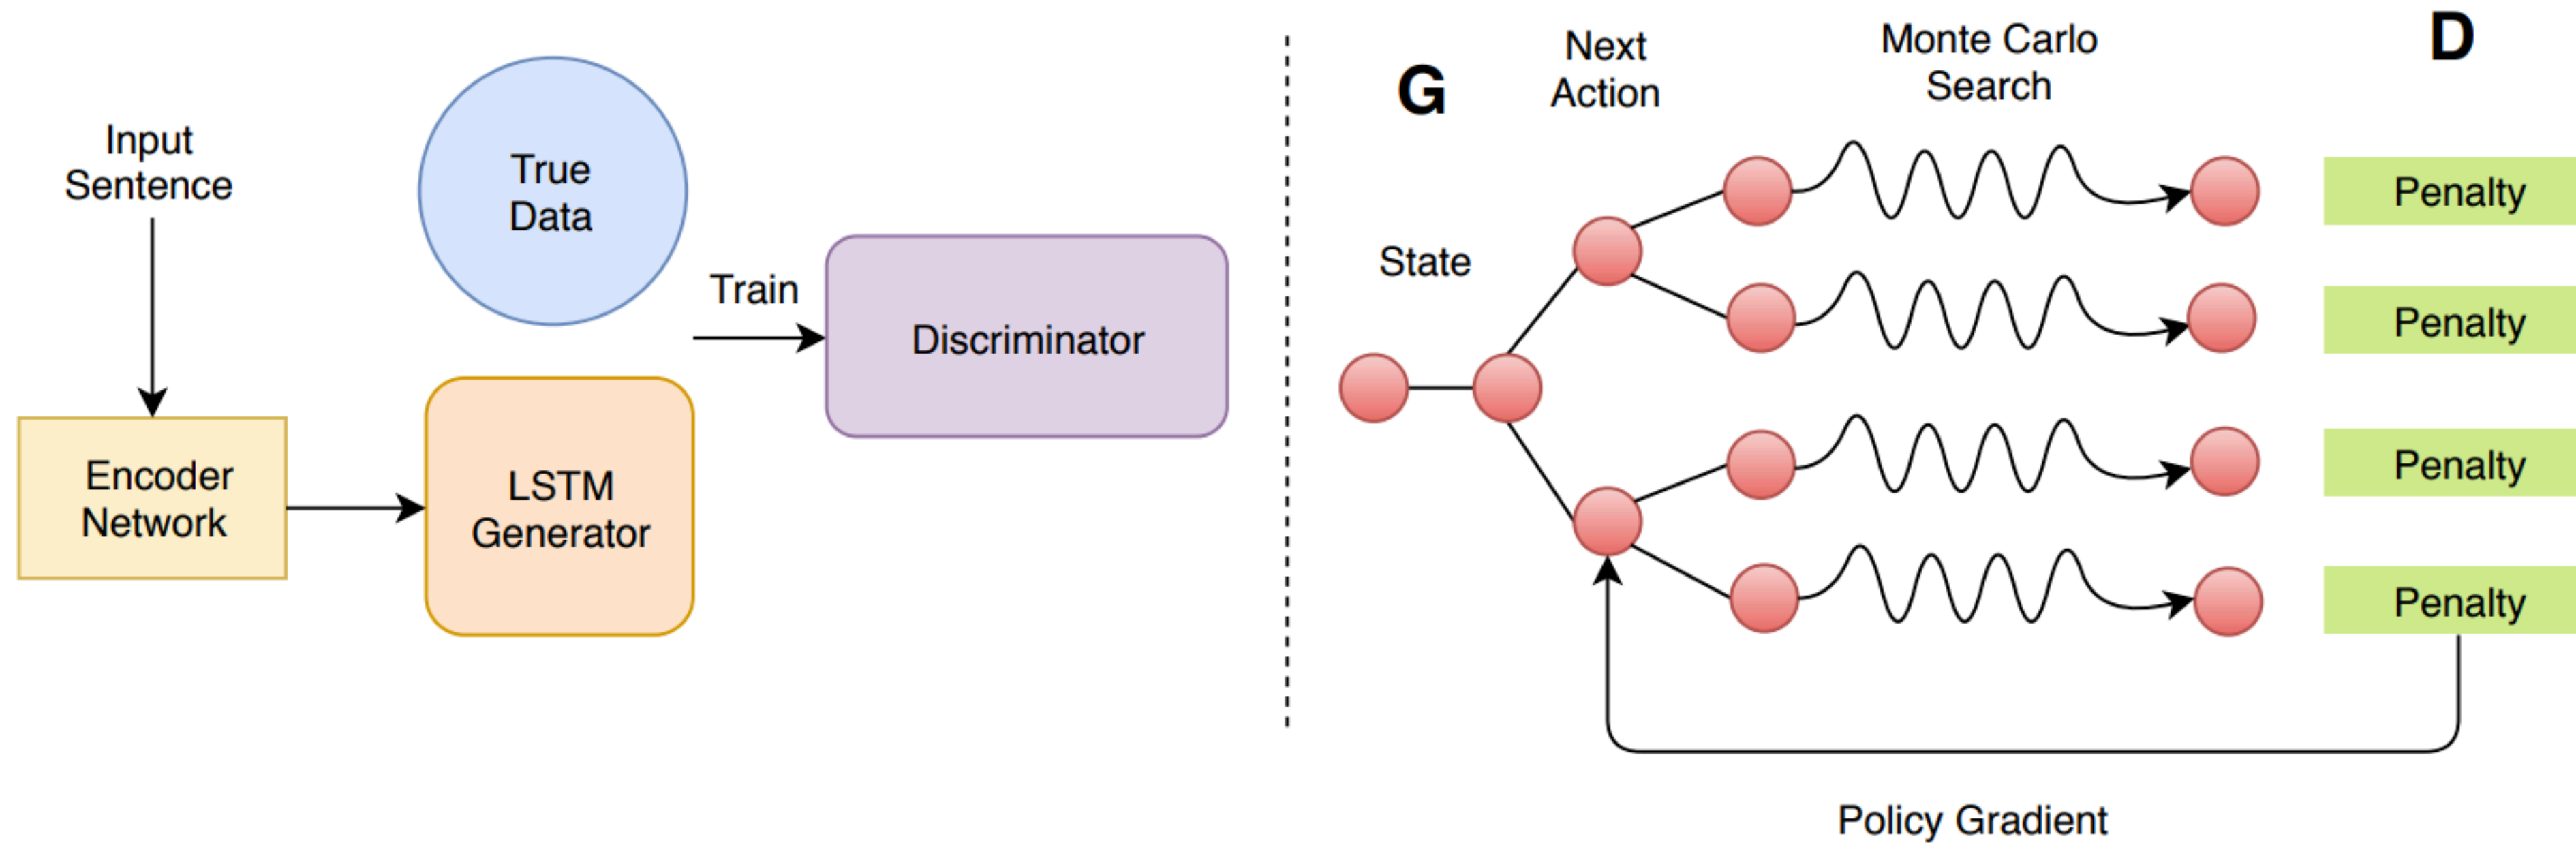 Input
Sentence
True
Data
Train
Discriminator
Encoder
Network
LSTM
Generator
G
Next
Action
Monte Carlo
Search
D
State
Penalty
Penalty
Penalty
Penalty
Policy Gradient